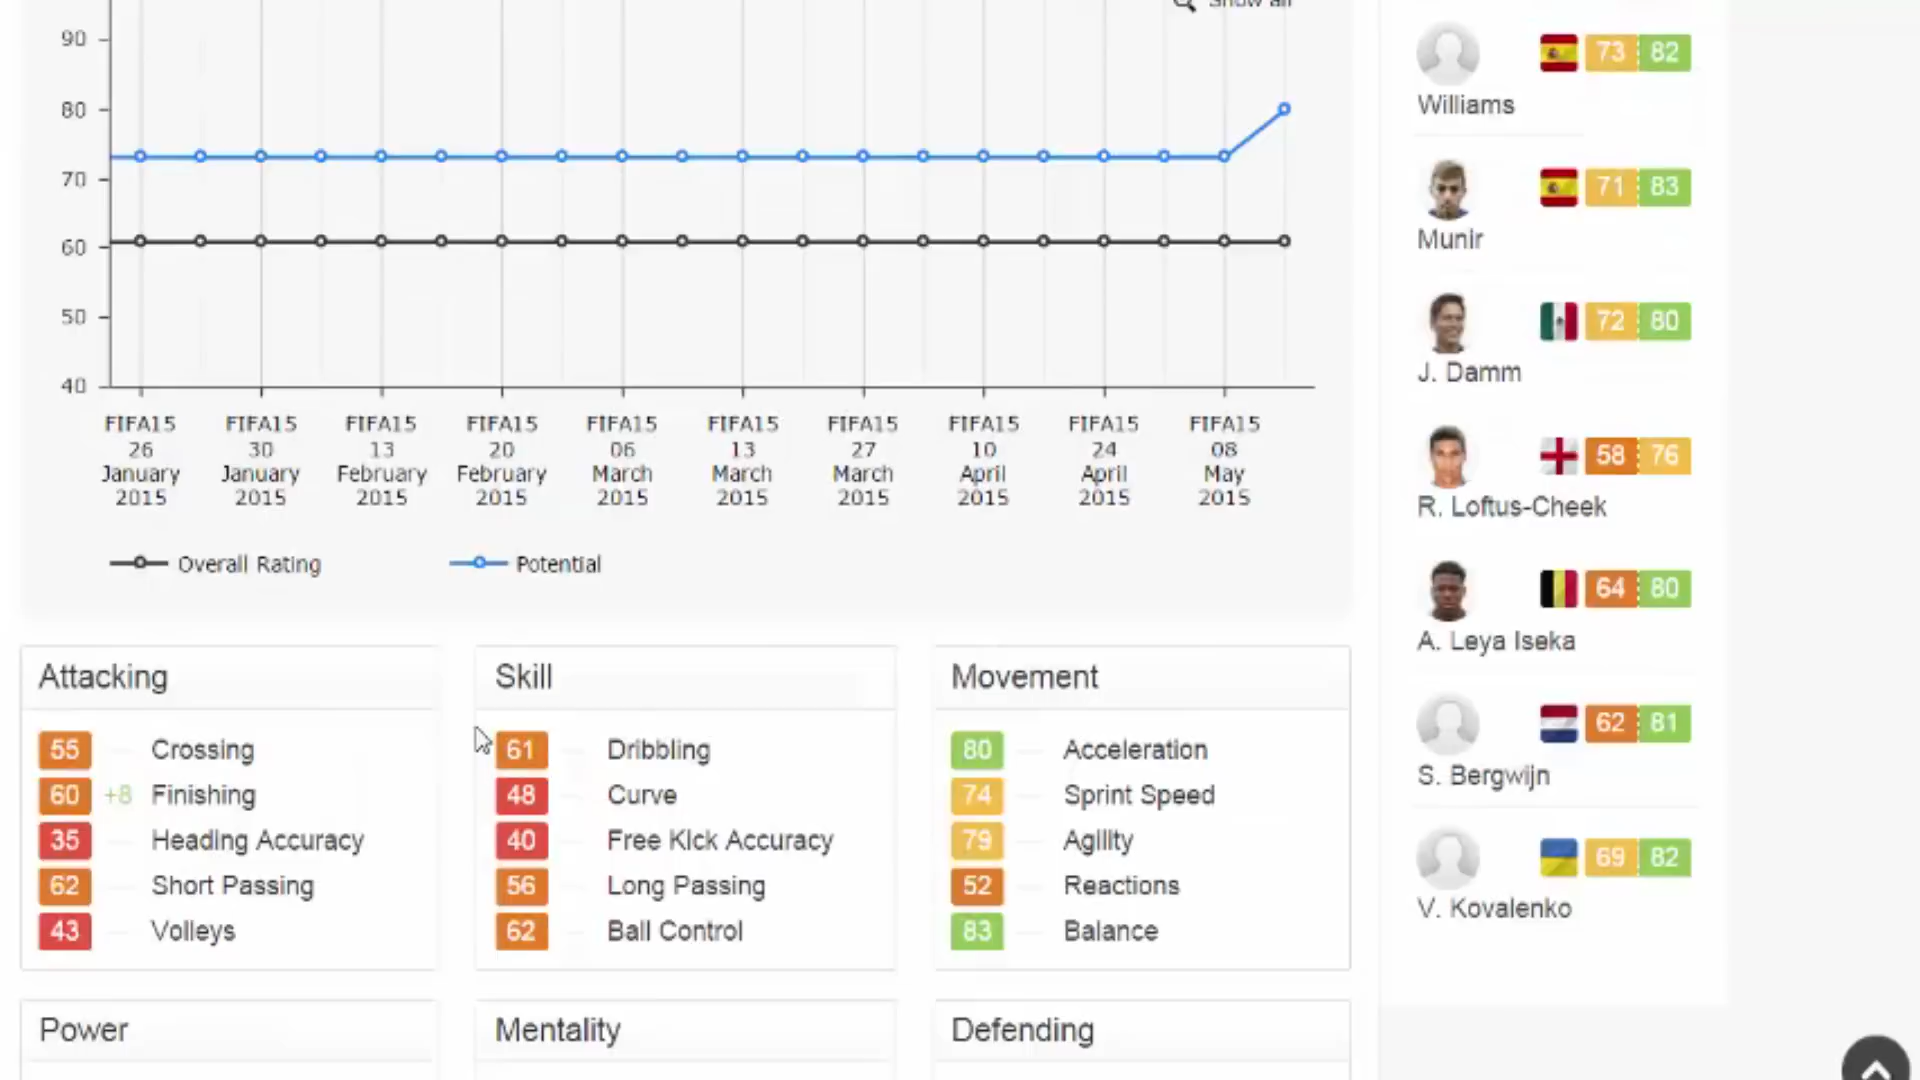 Show all
90
80
70
60
50
40
FIFA15 26 January 2015
FIFA15 30 January 2015
FIFA15 13 February 2015
FIFA15 20 February 2015
FIFA15 06 March 2015
FIFA15 13 March 2015
FIFA15 27 March 2015
FIFA15 10 April 2015
FIFA15 24 April 2015
FIFA15 08 May 2015
Overall Rating
Potential
Attacking
55 Crossing
60 +8 Finishing
35 Heading Accuracy
62 Short Passing
43 Volleys
Skill
61 Dribbling
48 Curve
40 Free Kick Accuracy
56 Long Passing
62 Ball Control
Movement
80 Acceleration
74 Sprint Speed
79 Agility
52 Reactions
83 Balance
Power
Mentality
Defending
73 82
Williams
71 83
Munir
72 80
J. Damm
58 76
R. Loftus-Cheek
64 80
A. Leya Iseka
62 81
S. Bergwijn
69 82
V. Kovalenko